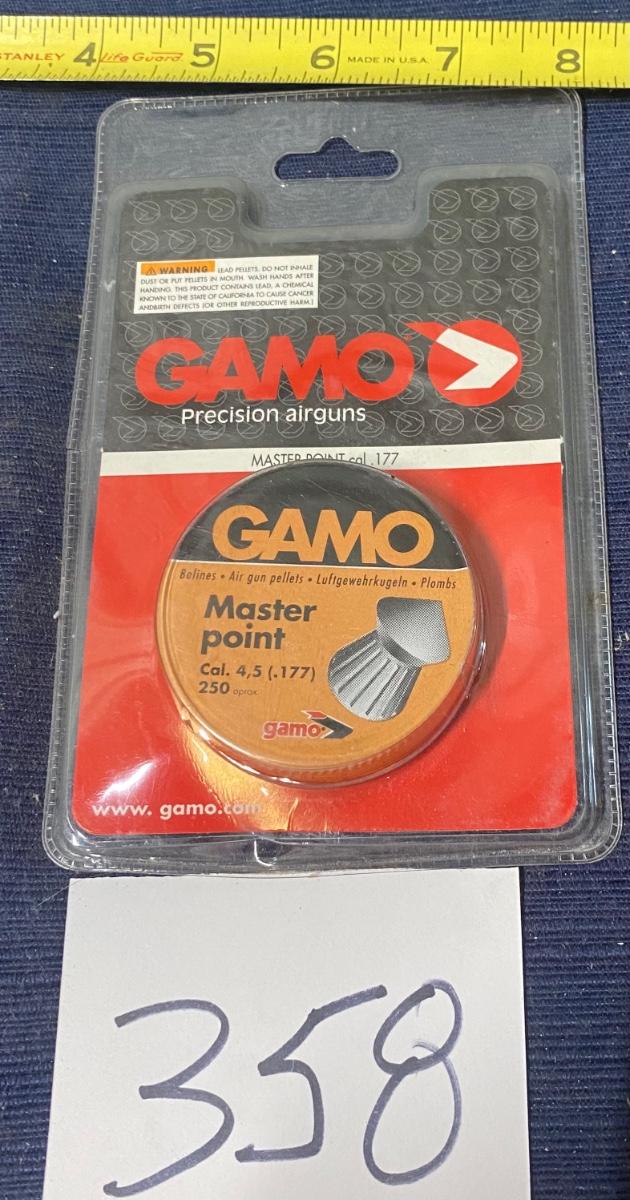 STANLEY 4 Life Guard. 5 6 MADE IN U.S.A. 7 8
WARNING LEAD PELLETS. DO NOT INHALE
DUST OR PUT PELLETS IN MOUTH. WASH HANDS AFTER
HANDING. THIS PRODUCT CONTAINS LEAD, A CHEMICAL
KNOWN TO THE STATE OF CALIFORNIA TO CAUSE CANCER
ANDBIRTH DEFECTS (OR OTHER REPRODUCTIVE HARM.)
GAMO
Precision airguns
MASTER POINT cal .177
GAMO
Balines • Air gun pellets • Luftgewehrkugeln • Plombs
Master
point
Cal. 4,5 (.177)
250 aprox.
gamo
www. gamo.com
358